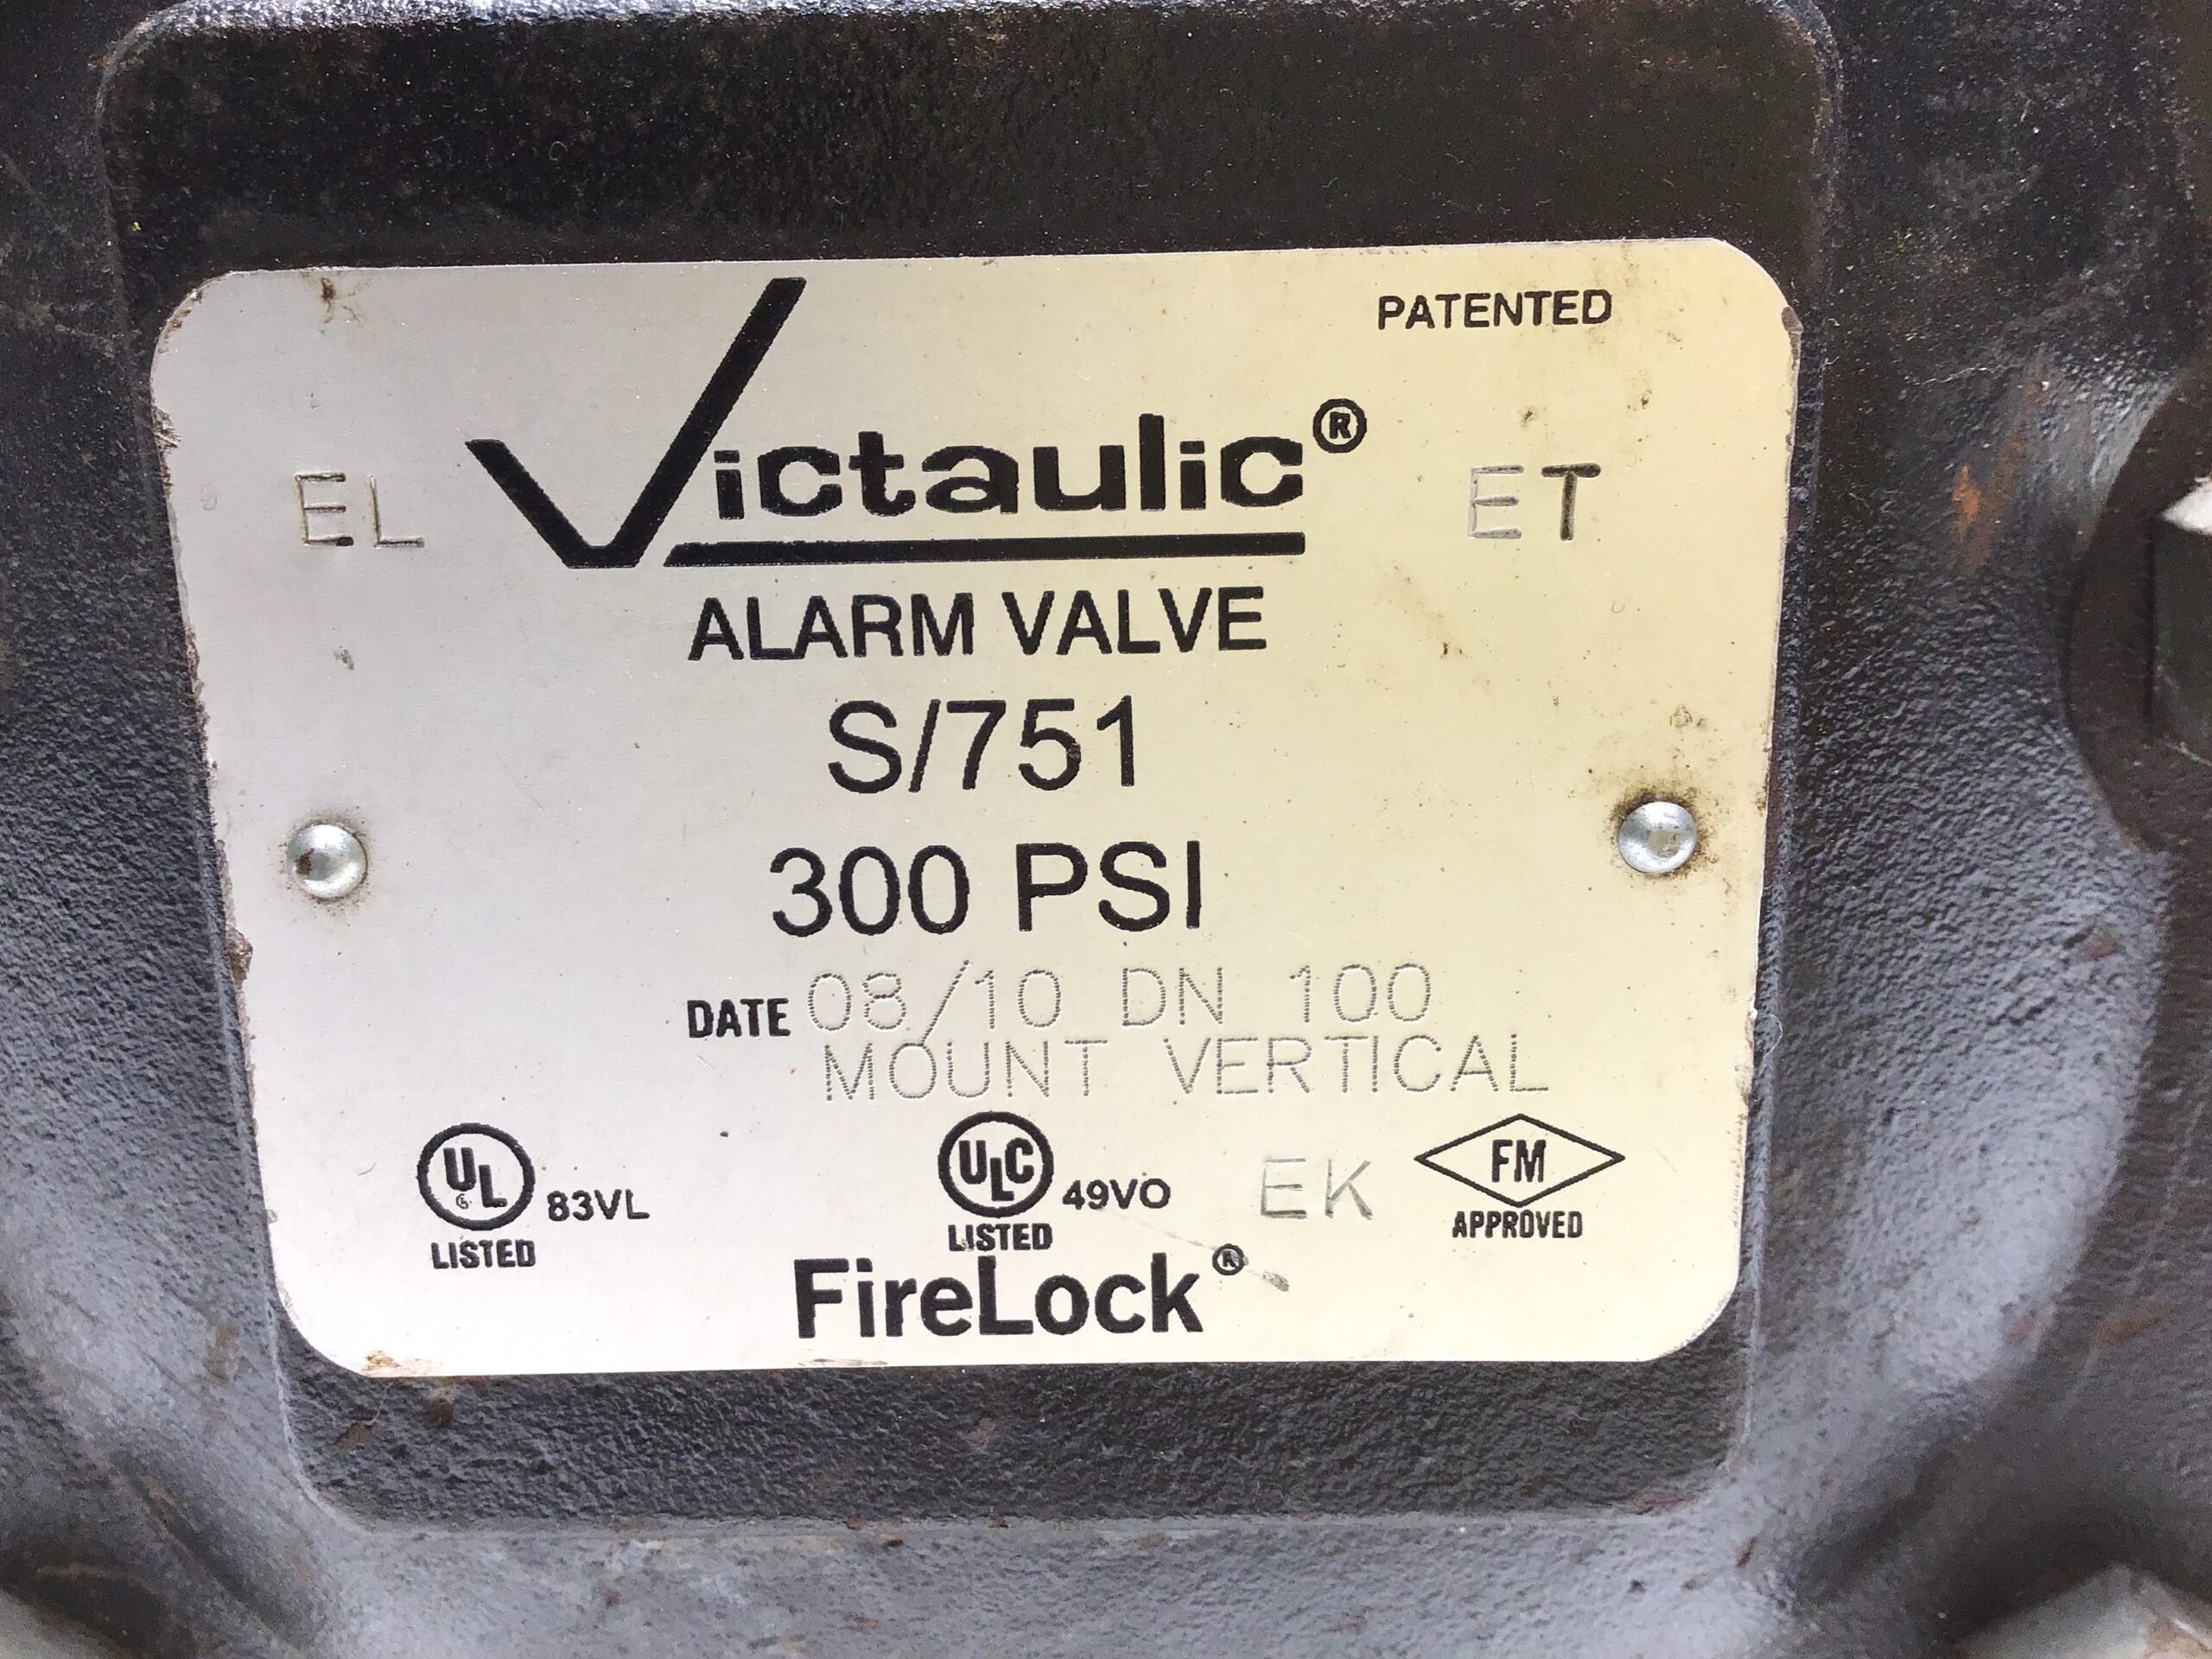 PATENTED
EL Victaulic® ET
ALARM VALVE
S/751
300 PSI
DATE 08/10 DN 100
MOUNT VERTICAL
UL 83VL ULC 49VO EK FM
LISTED LISTED APPROVED
FireLock®